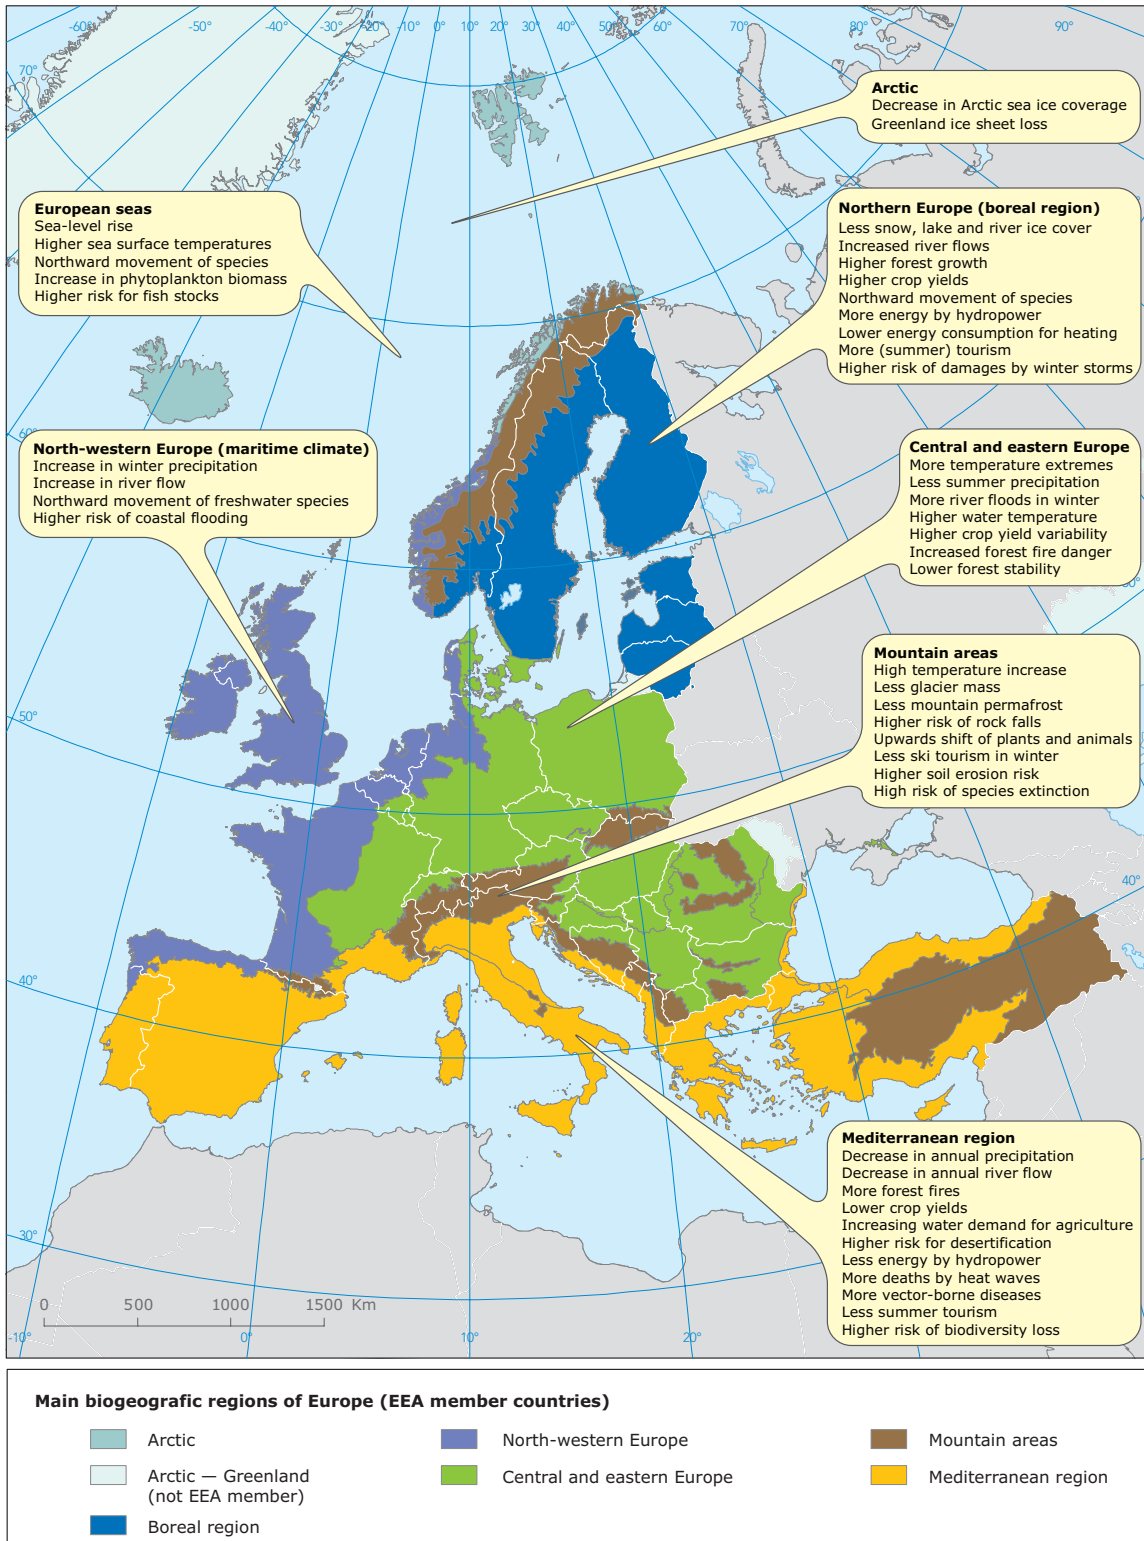 -60°
-50°
-40°
-30°
-20°
-10°
0°
10°
20°
30°
40°
50°
60°
70°
80°
90°
70°
Arctic
Decrease in Arctic sea ice coverage
Greenland ice sheet loss
European seas
Sea-level rise
Higher sea surface temperatures
Northward movement of species
Increase in phytoplankton biomass
Higher risk for fish stocks
Northern Europe (boreal region)
Less snow, lake and river ice cover
Increased river flows
Higher forest growth
Higher crop yields
Northward movement of species
More energy by hydropower
Lower energy consumption for heating
More (summer) tourism
Higher risk of damages by winter storms
60°
North-western Europe (maritime climate)
Increase in winter precipitation
Increase in river flow
Northward movement of freshwater species
Higher risk of coastal flooding
Central and eastern Europe
More temperature extremes
Less summer precipitation
More river floods in winter
Higher water temperature
Higher crop yield variability
Increased forest fire danger
Lower forest stability
50°
Mountain areas
High temperature increase
Less glacier mass
Less mountain permafrost
Higher risk of rock falls
Upwards shift of plants and animals
Less ski tourism in winter
Higher soil erosion risk
High risk of species extinction
40°
40°
Mediterranean region
Decrease in annual precipitation
Decrease in annual river flow
More forest fires
Lower crop yields
Increasing water demand for agriculture
Higher risk for desertification
Less energy by hydropower
More deaths by heat waves
More vector-borne diseases
Less summer tourism
Higher risk of biodiversity loss
30°
0 500 1000 1500 Km
-10°
0°
10°
20°
Main biogeografic regions of Europe (EEA member countries)
Arctic
North-western Europe
Mountain areas
Arctic — Greenland
(not EEA member)
Central and eastern Europe
Mediterranean region
Boreal region